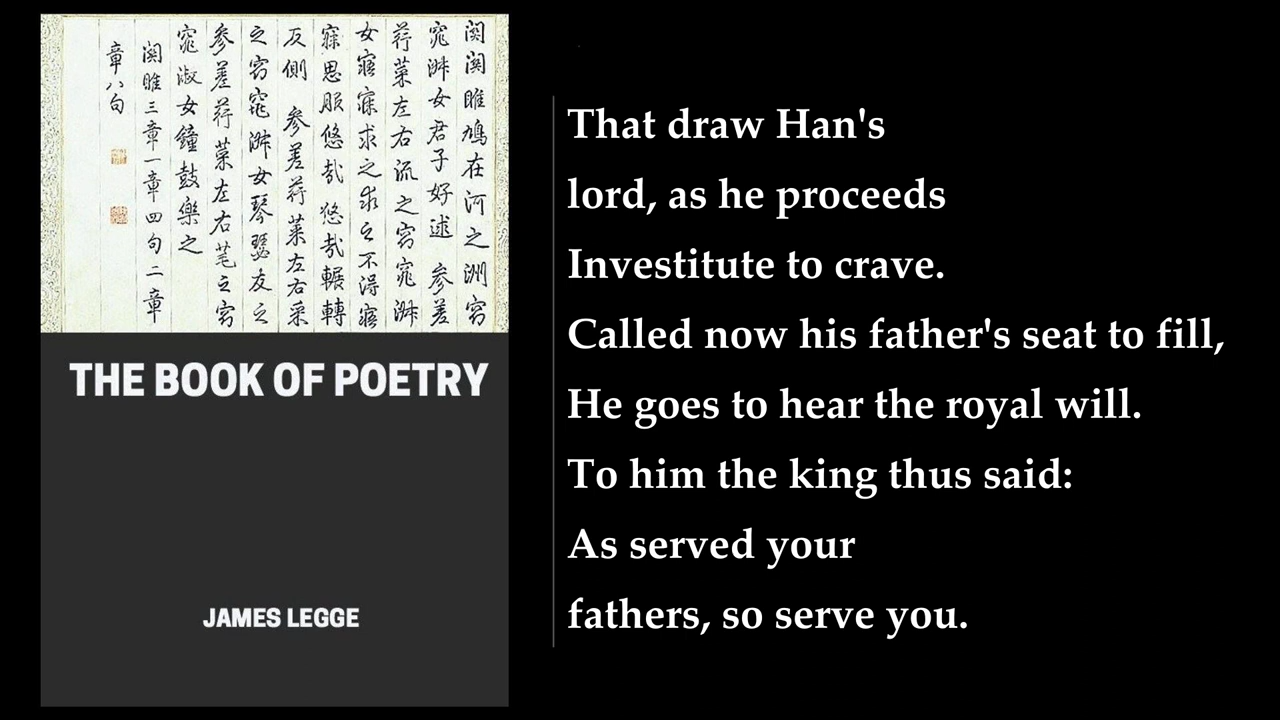 關關雎鳩在河之洲窈
窕淑女君子好逑 參差
荇菜左右流之窈窕淑
女寤寐求之求之不得寤
寐思服悠哉悠哉輾轉
反側 參差荇菜左右采
之窈窕淑女琴瑟友之
參差荇菜左右芼之窈
窕淑女鐘鼓樂之
關雎三章一章四句二章
章八句
THE BOOK OF POETRY
JAMES LEGGE
That draw Han's
lord, as he proceeds
Investitute to crave.
Called now his father's seat to fill,
He goes to hear the royal will.
To him the king thus said:
As served your
fathers, so serve you.